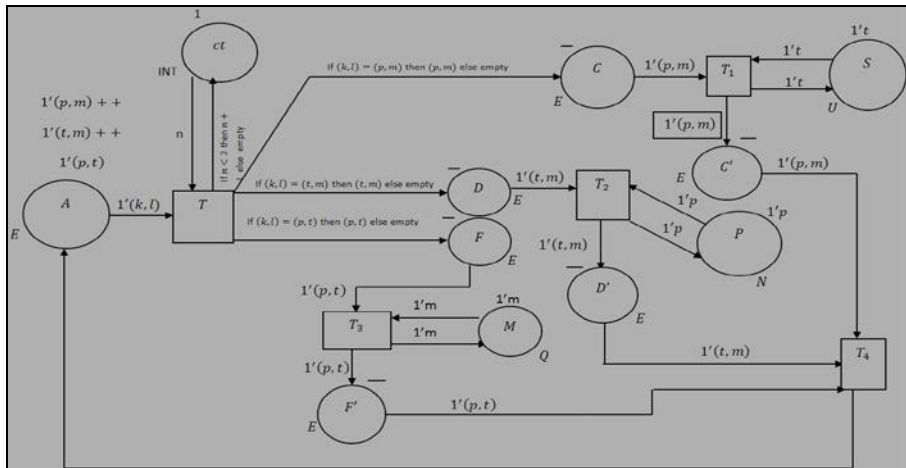 1
ct
INT
n
If n < 3 then n +
1 else empty
1′(p, m) + +
1′(t, m) + +
1′(p, t)
A
E
1′(k, l)
T
If (k, l) = (p, m) then (p, m) else empty
C
E
1′(p, m)
T₁
1′t
1′t
1′t
S
U
1′(p, m)
C′
E
1′(p, m)
If (k, l) = (t, m) then (t, m) else empty
D
E
1′(t, m)
T₂
1′p
1′p
1′p
P
N
If (k, l) = (p, t) then (p, t) else empty
F
E
1′(t, m)
D′
E
1′(t, m)
1′(p, t)
T₃
1′m
1′m
1′m
M
Q
1′(p, t)
F′
E
1′(p, t)
T₄